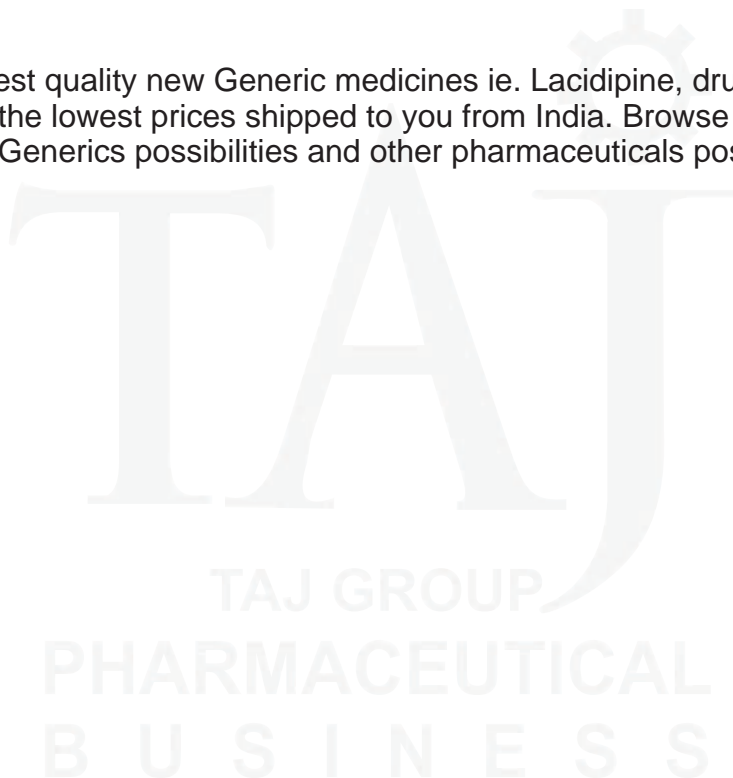 est quality new Generic medicines ie. Lacidipine, dru
the lowest prices shipped to you from India. Browse
Generics possibilities and other pharmaceuticals pos
TAJ
TAJ GROUP
PHARMACEUTICAL
BUSINESS